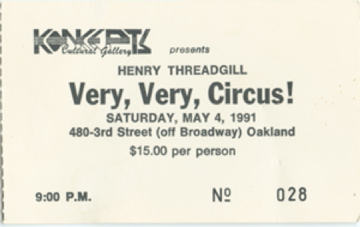 KONCEPTS
Cultural Gallery presents
HENRY THREADGILL
Very, Very, Circus!
SATURDAY, MAY 4, 1991
480-3rd Street (off Broadway) Oakland
$15.00 per person
9:00 P.M. Nº 028